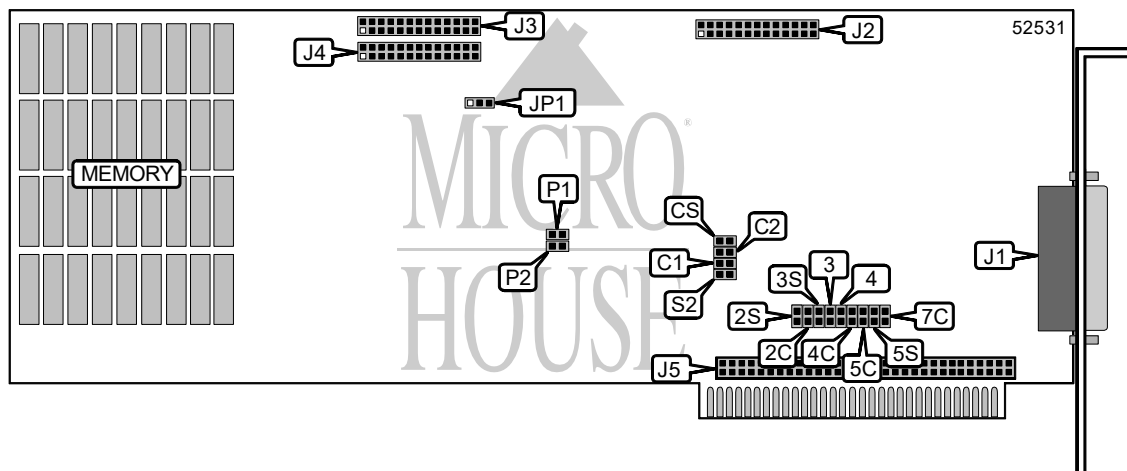 J3
J2
52531
J4
JP1
MICRO®
HOUSE
MEMORY
P1
P2
CS
C2
C1
S2
J1
3
3S
4
2S
7C
2C
4C
5S
5C
J5